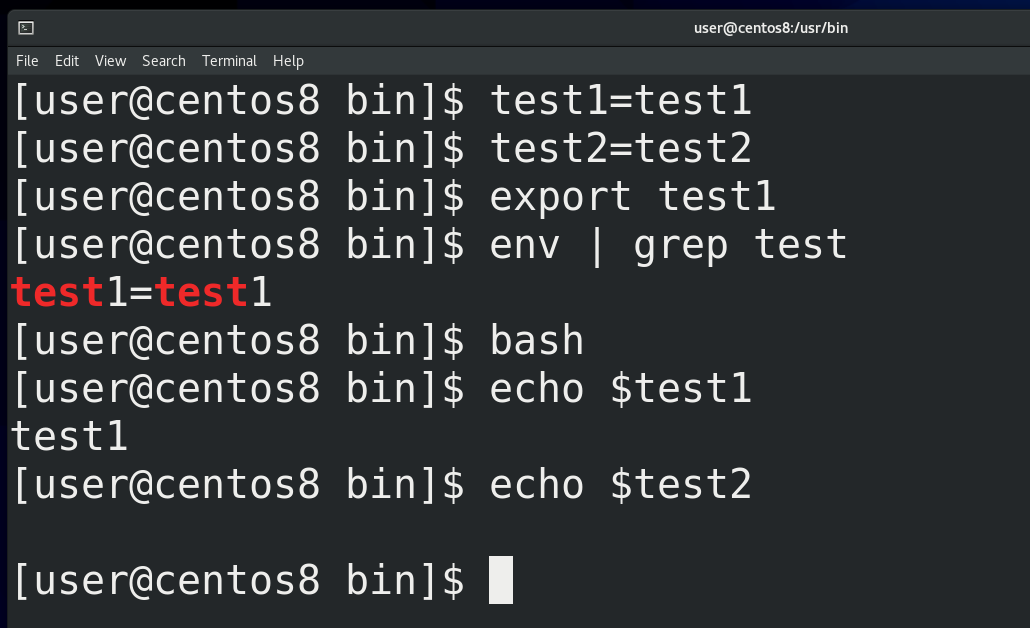 user@centos8:/usr/bin
File Edit View Search Terminal Help
[user@centos8 bin]$ test1=test1
[user@centos8 bin]$ test2=test2
[user@centos8 bin]$ export test1
[user@centos8 bin]$ env | grep test
test1=test1
[user@centos8 bin]$ bash
[user@centos8 bin]$ echo $test1
test1
[user@centos8 bin]$ echo $test2
[user@centos8 bin]$